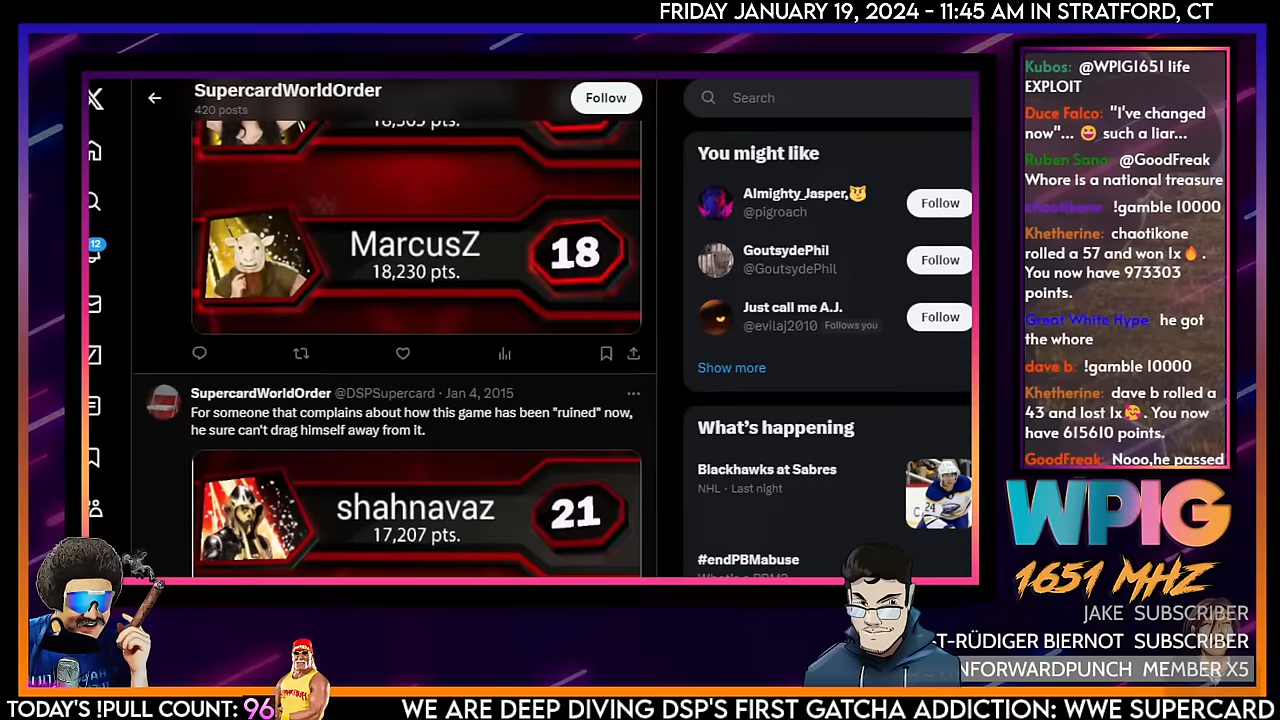 FRIDAY JANUARY 19, 2024 - 11:45 AM IN STRATFORD, CT
SupercardWorldOrder
420 posts
Follow
MarcusZ
18,230 pts.
18
SupercardWorldOrder @DSPSupercard · Jan 4, 2015
For someone that complains about how this game has been "ruined" now,
he sure can't drag himself away from it.
shahnavaz
17,207 pts.
21
12
Search
You might like
Almighty_Jasper,
@pigroach
Follow
GoutsydePhil
@GoutsydePhil
Follow
Just call me A.J.
@evilaj2010 Follows you
Follow
Show more
What's happening
Blackhawks at Sabres
NHL · Last night
24
#endPBMabuse
Kubos: @WPIG1651 life
EXPLOIT
Duce Falco: "I've changed
now"... 😆 such a liar...
Ruben Sano: @GoodFreak
Whore is a national treasure
chaotikone: !gamble 10000
Khetherine: chaotikone
rolled a 57 and won 1x🔥.
You now have 973303
points.
Great White Hype: he got
the whore
dave b: !gamble 10000
Khetherine: dave b rolled a
43 and lost 1x🥰. You now
have 615610 points.
GoodFreak: Nooo,he passed
WPIG
1651 MHZ
JAKE SUBSCRIBER
T-RÜDIGER BIERNOT SUBSCRIBER
NFORWARDPUNCH MEMBER X5
TODAY'S !PULL COUNT: 96
WE ARE DEEP DIVING DSP'S FIRST GATCHA ADDICTION: WWE SUPERCARD